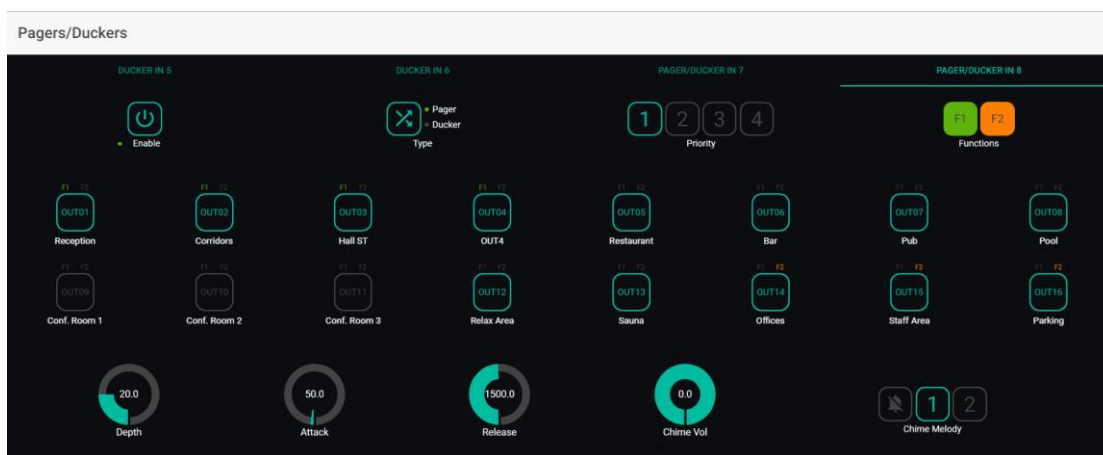 Pagers/Duckers
DUCKER IN 5 DUCKER IN 6 PAGER/DUCKER IN 7 PAGER/DUCKER IN 8
Pager
Ducker
1 2 3 4 F1 F2
Enable Type Priority Functions
F1 F2 F1 F2 F1 F2 F1 F2 F1 F2 F1 F2 F1 F2 F1 F2
OUT01 OUT02 OUT03 OUT04 OUT05 OUT06 OUT07 OUT08
Reception Corridors Hall ST OUT4 Restaurant Bar Pub Pool
F1 F2 F1 F2 F1 F2 F1 F2 F1 F2 F1 F2 F1 F2 F1 F2
OUT09 OUT10 OUT11 OUT12 OUT13 OUT14 OUT15 OUT16
Conf. Room 1 Conf. Room 2 Conf. Room 3 Relax Area Sauna Offices Staff Area Parking
20.0 50.0 1500.0 0.0 1 2
Depth Attack Release Chime Vol Chime Melody